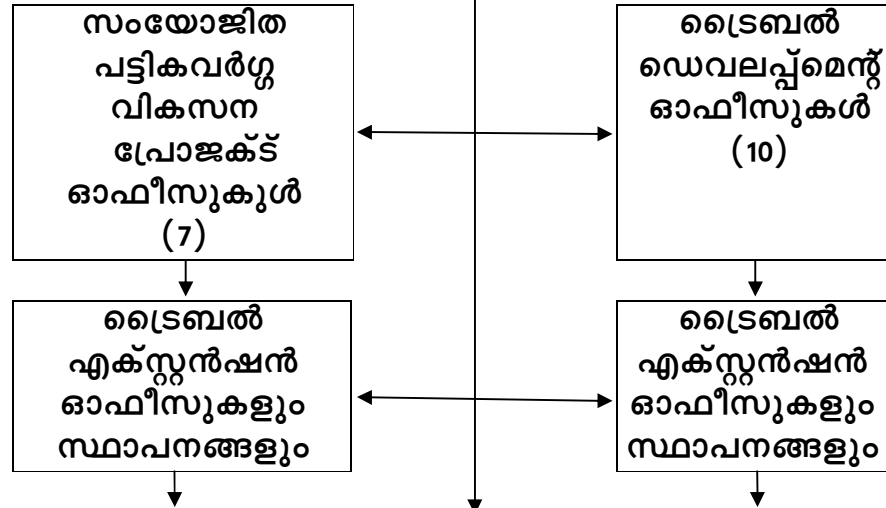 സംയോജിത
പട്ടികവർഗ്ഗ
വികസന
പ്രോജക്ട്
ഓഫീസുകുൾ
(7)
ട്രൈബൽ
ഡെവലപ്പ്മെന്റ്
ഓഫീസുകൾ
(10)
ട്രൈബൽ
എക്സ്റ്റൻഷൻ
ഓഫീസുകളും
സ്ഥാപനങ്ങളും
ട്രൈബൽ
എക്സ്റ്റൻഷൻ
ഓഫീസുകളും
സ്ഥാപനങ്ങളും